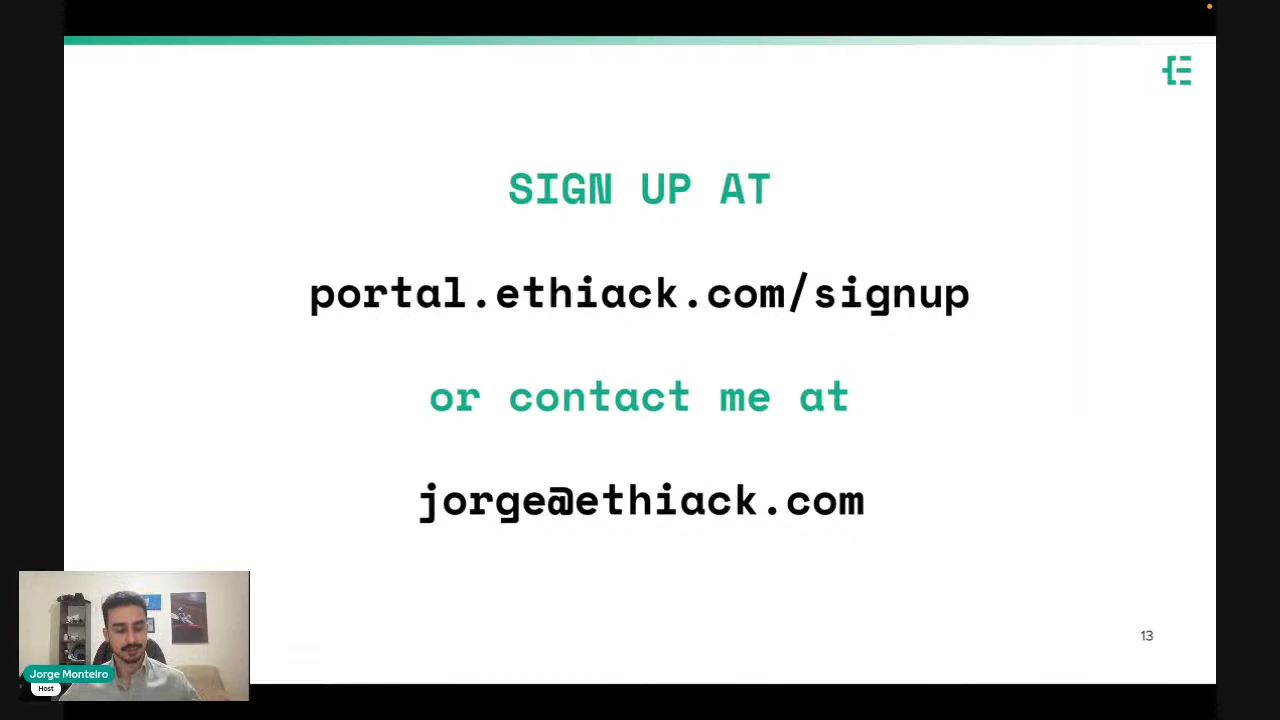 SIGN UP AT
portal.ethiack.com/signup
or contact me at
jorge@ethiack.com
13
Jorge Monteiro
Host